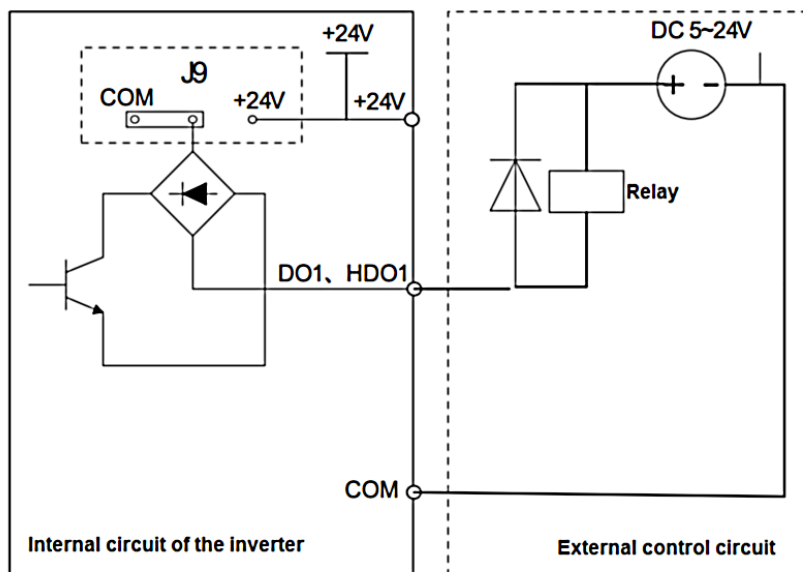 +24V
DC 5~24V
J9
COM
+24V
+24V
+
-
Relay
DO1、HDO1
COM
Internal circuit of the inverter
External control circuit